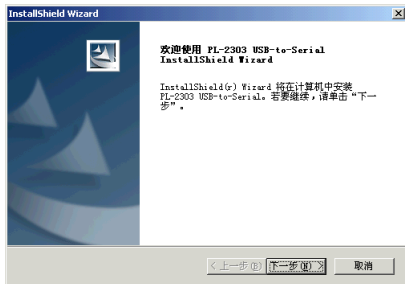 InstallShield Wizard
欢迎使用 PL-2303 USB-to-Serial
InstallShield Wizard
InstallShield(r) Wizard 将在计算机中安装
PL-2303 USB-to-Serial。若要继续，请单击“下一
步”。
< 上一步(B) 下一步(N) > 取消